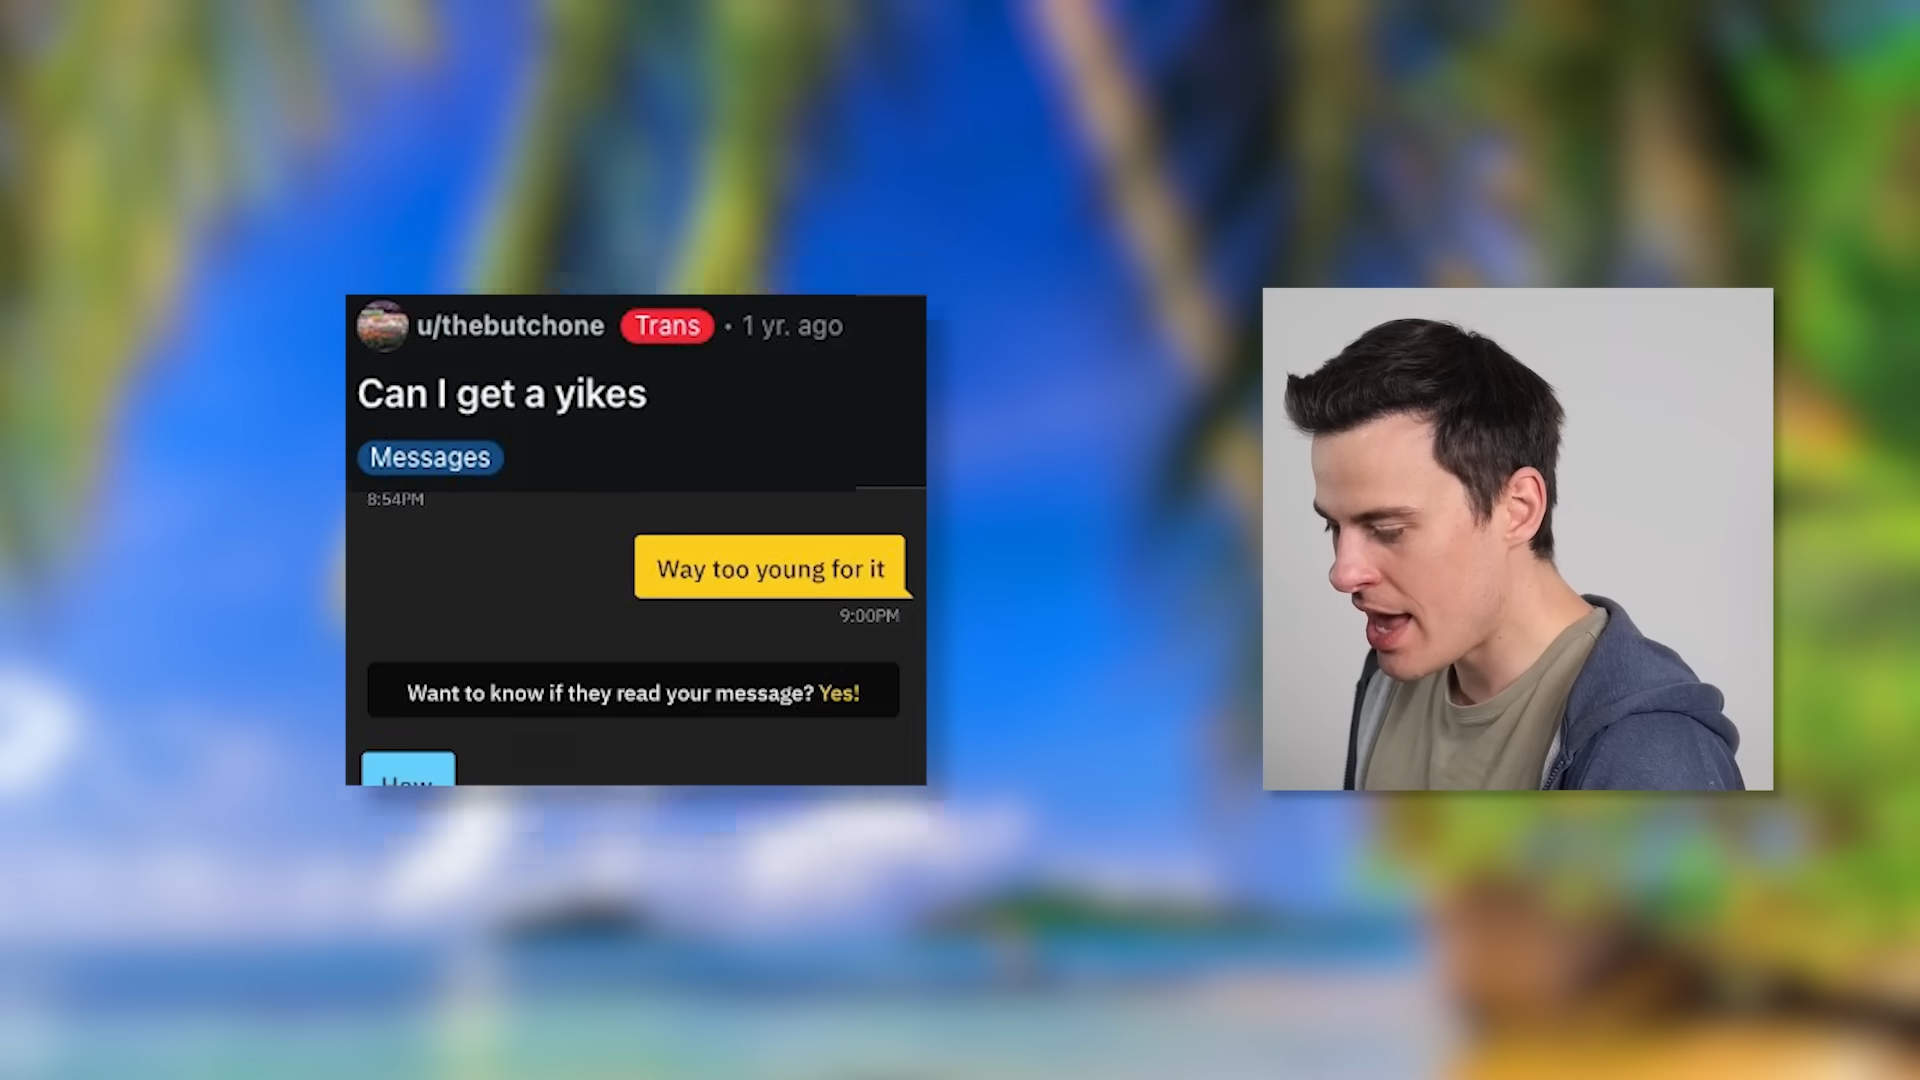 u/thebutchone Trans • 1 yr. ago
Can I get a yikes
Messages
8:54PM
Way too young for it
9:00PM
Want to know if they read your message? Yes!
How